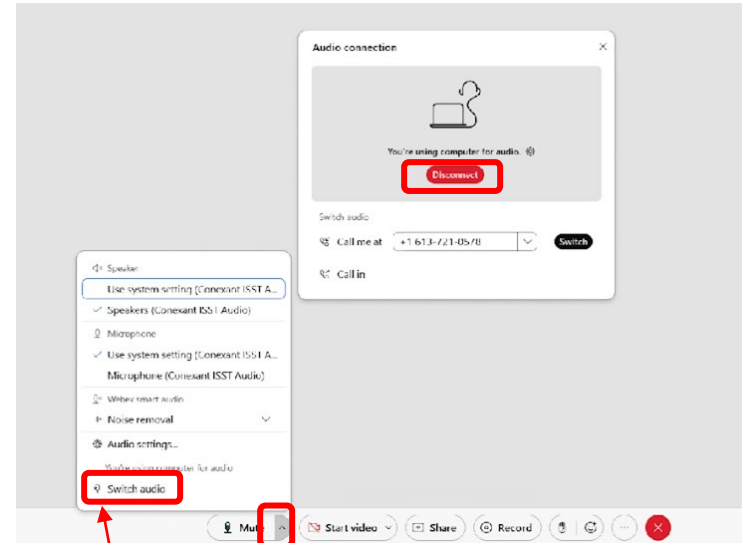 Audio connection
You're using computer for audio.
Disconnect
Switch audio
Call me at
+1 613-721-0578
Switch
Call in
Speaker
Use system setting (Conexant ISST A...
Speakers (Conexant ISST Audio)
Microphone
Use system setting (Conexant ISST A...
Microphone (Conexant ISST Audio)
Webex smart audio
Noise removal
Audio settings...
You're using computer for audio
Switch audio
Mute
Start video
Share
Record